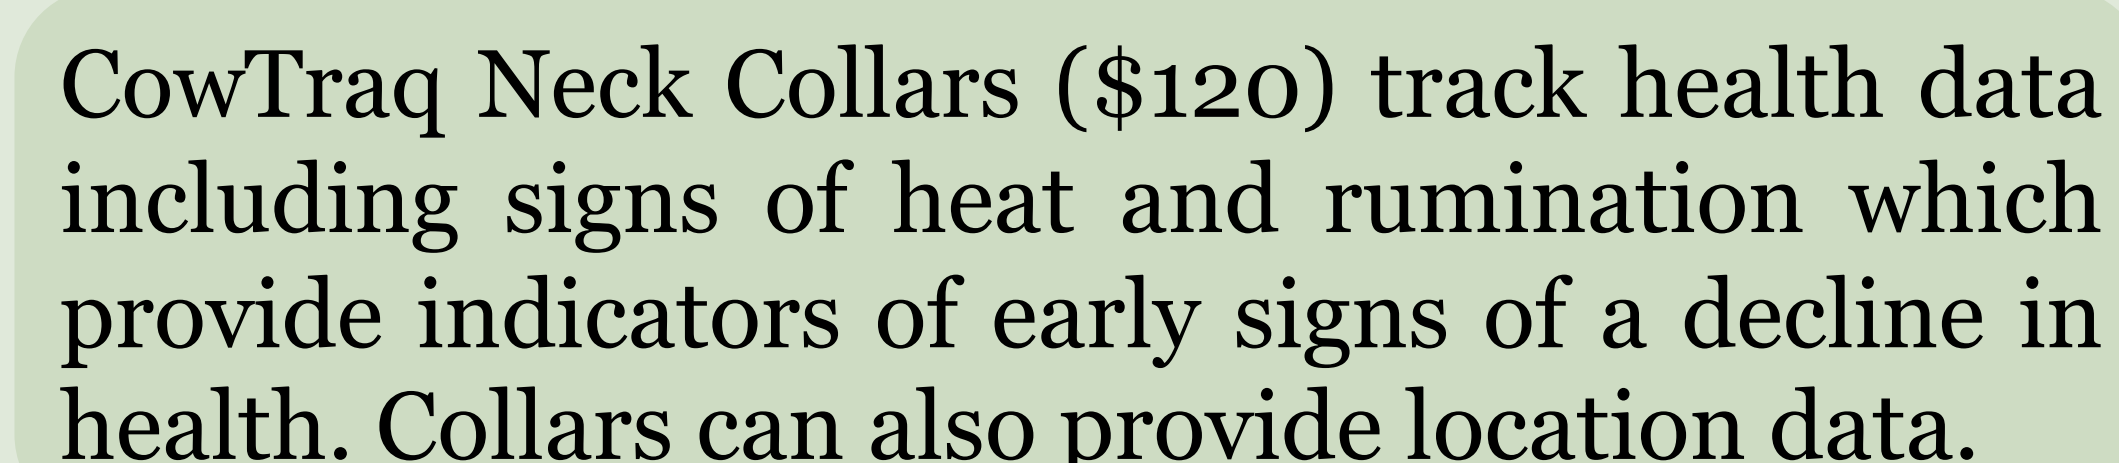 CowTraq Neck Collars ($120) track health data
including signs of heat and rumination which
provide indicators of early signs of a decline in
health. Collars can also provide location data.